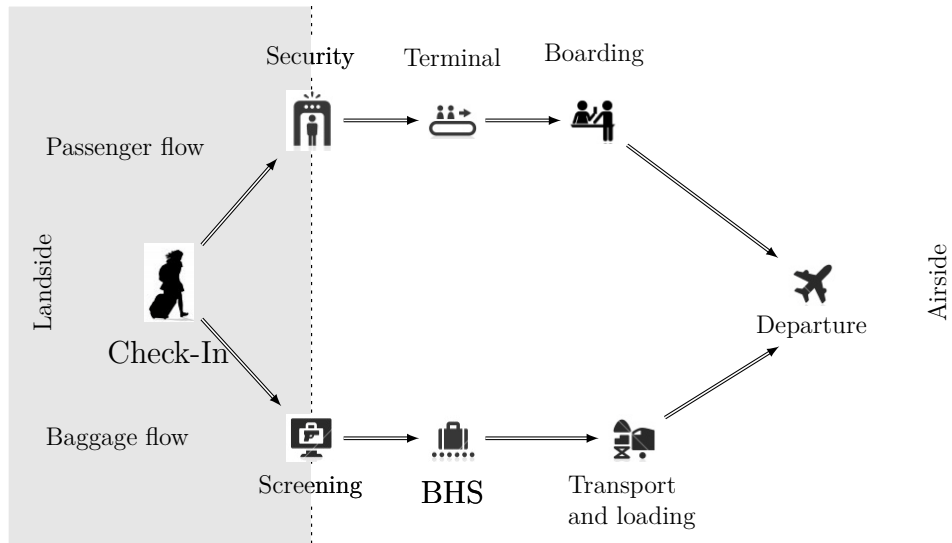 Security
Terminal
Boarding
Passenger flow
Landside
Airside
Departure
Check-In
Baggage flow
Screening
BHS
Transport
and loading